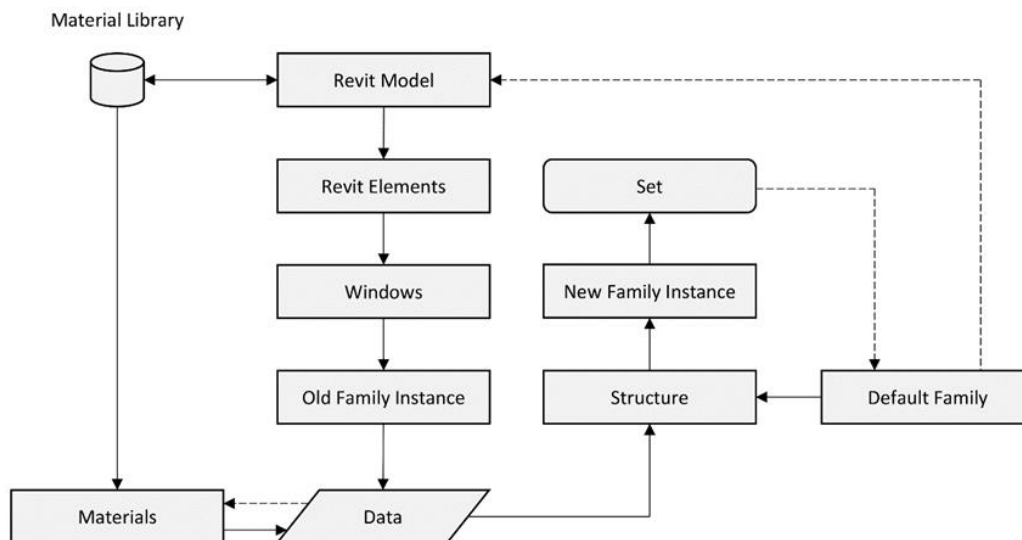 Material Library
Revit Model
Revit Elements
Set
Windows
New Family Instance
Old Family Instance
Structure
Default Family
Materials
Data